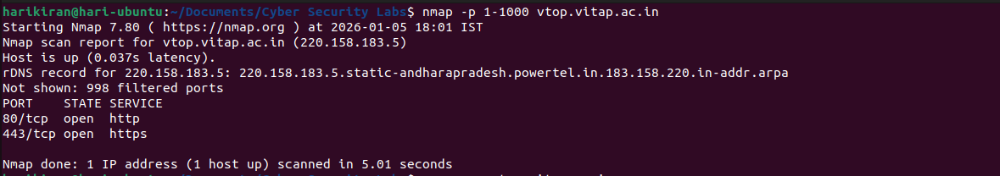 harikiran@hari-ubuntu:~/Documents/Cyber Security Labs$ nmap -p 1-1000 vtop.vitap.ac.in
Starting Nmap 7.80 ( https://nmap.org ) at 2026-01-05 18:01 IST
Nmap scan report for vtop.vitap.ac.in (220.158.183.5)
Host is up (0.037s latency).
rDNS record for 220.158.183.5: 220.158.183.5.static-andharapradesh.powertel.in.183.158.220.in-addr.arpa
Not shown: 998 filtered ports
PORT    STATE SERVICE
80/tcp  open  http
443/tcp open  https
Nmap done: 1 IP address (1 host up) scanned in 5.01 seconds